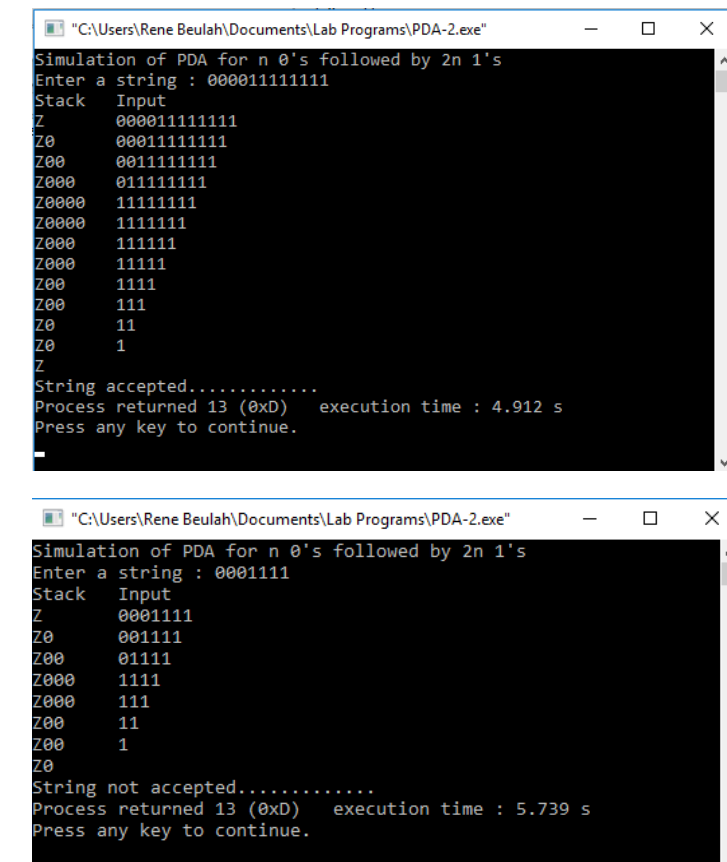 "C:\Users\Rene Beulah\Documents\Lab Programs\PDA-2.exe"
Simulation of PDA for n 0's followed by 2n 1's
Enter a string : 000011111111
Stack Input
Z 000011111111
Z0 00011111111
Z00 0011111111
Z000 011111111
Z0000 11111111
Z0000 1111111
Z000 111111
Z000 11111
Z00 1111
Z00 111
Z0 11
Z0 1
Z
String accepted.............
Process returned 13 (0xD) execution time : 4.912 s
Press any key to continue.
"C:\Users\Rene Beulah\Documents\Lab Programs\PDA-2.exe"
Simulation of PDA for n 0's followed by 2n 1's
Enter a string : 0001111
Stack Input
Z 0001111
Z0 001111
Z00 01111
Z000 1111
Z000 111
Z00 11
Z00 1
Z0
String not accepted.............
Process returned 13 (0xD) execution time : 5.739 s
Press any key to continue.